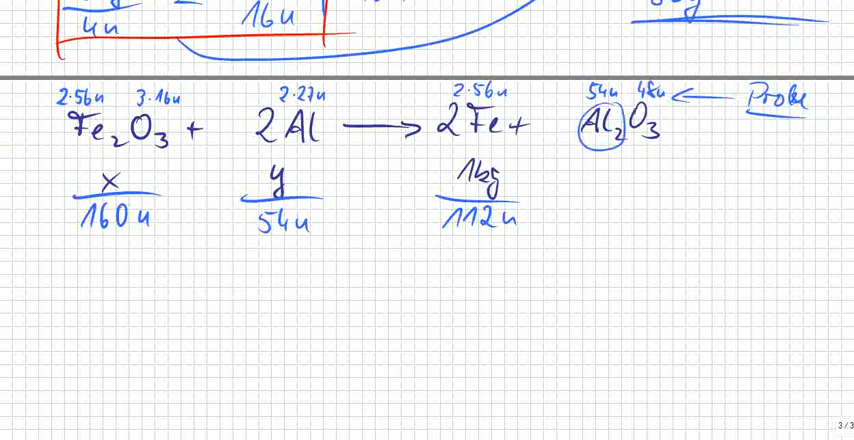 4u 16u
2·56u 3·16u 2·27u 2·56u 54u 48u ← Probe
Fe₂O₃ + 2Al → 2Fe + Al₂O₃
x y 1kg
160u 54u 112u
3 / 3